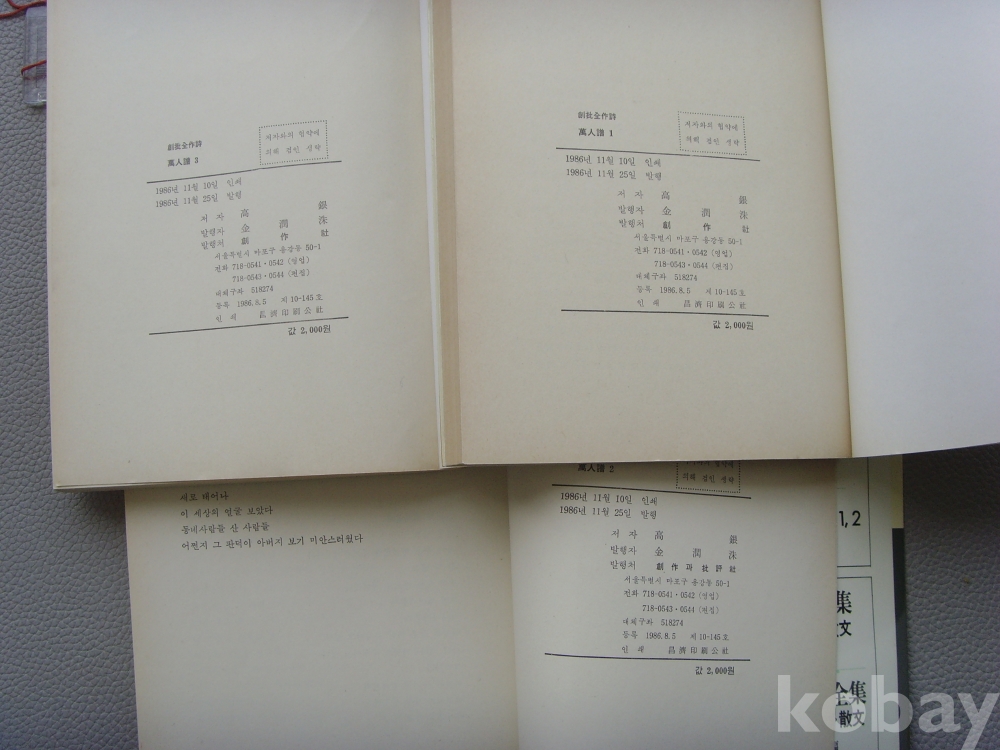 創批全作詩
萬人譜 3
저자와의 협약에
의해 검인 생략
1986년 11월 10일 인쇄
1986년 11월 25일 발행
저 자 高 銀
발행자 金 潤 洙
발행처 創 作 社
서울특별시 마포구 용강동 50-1
전화 718-0541·0542 (영업)
718-0543·0544 (편집)
대체구좌 518274
등록 1986.8.5 제10-145호
인 쇄 昌濟印刷公社
값 2,000원
創批全作詩
萬人譜 1
저자와의 협약에
의해 검인 생략
1986년 11월 10일 인쇄
1986년 11월 25일 발행
저 자 高 銀
발행자 金 潤 洙
발행처 創 作 社
서울특별시 마포구 용강동 50-1
전화 718-0541·0542 (영업)
718-0543·0544 (편집)
대체구좌 518274
등록 1986.8.5 제10-145호
인 쇄 昌濟印刷公社
값 2,000원
새로 태어나
이 세상의 얼굴 보았다
동네사람들 산 사람들
어쩐지 그 판덕이 아버지 보기 미안스러웠다
萬人譜 2
의해 검인 생략
1986년 11월 10일 인쇄
1986년 11월 25일 발행
저 자 高 銀
발행자 金 潤 洙
발행처 創作과批評社
서울특별시 마포구 용강동 50-1
전화 718-0541·0542 (영업)
718-0543·0544 (편집)
대체구좌 518274
등록 1986.8.5 제10-145호
인 쇄 昌濟印刷公社
값 2,000원
1, 2
集
文
全集
散文
kobay